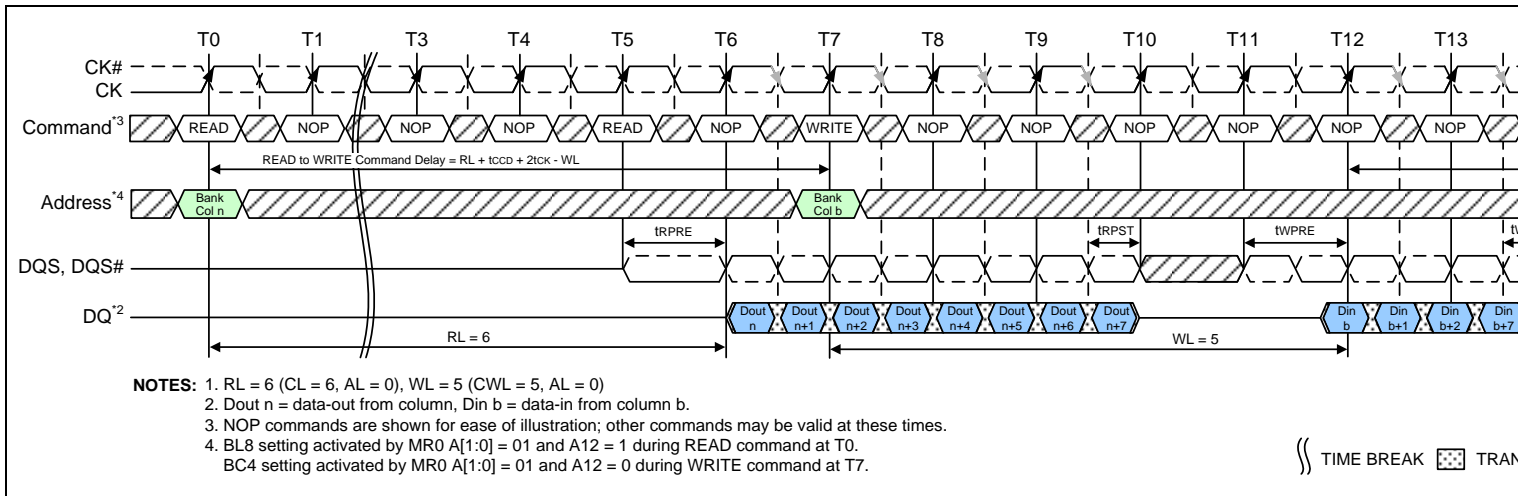 T0 T1 T3 T4 T5 T6 T7 T8 T9 T10 T11 T12 T13
CK#
CK
Command*3 READ NOP NOP NOP READ NOP WRITE NOP NOP NOP NOP NOP NOP
READ to WRITE Command Delay = RL + tCCD + 2tCK - WL
Address*4 Bank Col n Bank Col b
tRPRE tRPST tWPRE
DQS, DQS#
DQ*2 Dout n Dout n+1 Dout n+2 Dout n+3 Dout n+4 Dout n+5 Dout n+6 Dout n+7 Din b Din b+1 Din b+2 Din b+7
RL = 6 WL = 5
NOTES: 1. RL = 6 (CL = 6, AL = 0), WL = 5 (CWL = 5, AL = 0)
2. Dout n = data-out from column, Din b = data-in from column b.
3. NOP commands are shown for ease of illustration; other commands may be valid at these times.
4. BL8 setting activated by MR0 A[1:0] = 01 and A12 = 1 during READ command at T0.
BC4 setting activated by MR0 A[1:0] = 01 and A12 = 0 during WRITE command at T7.
TIME BREAK TRAN